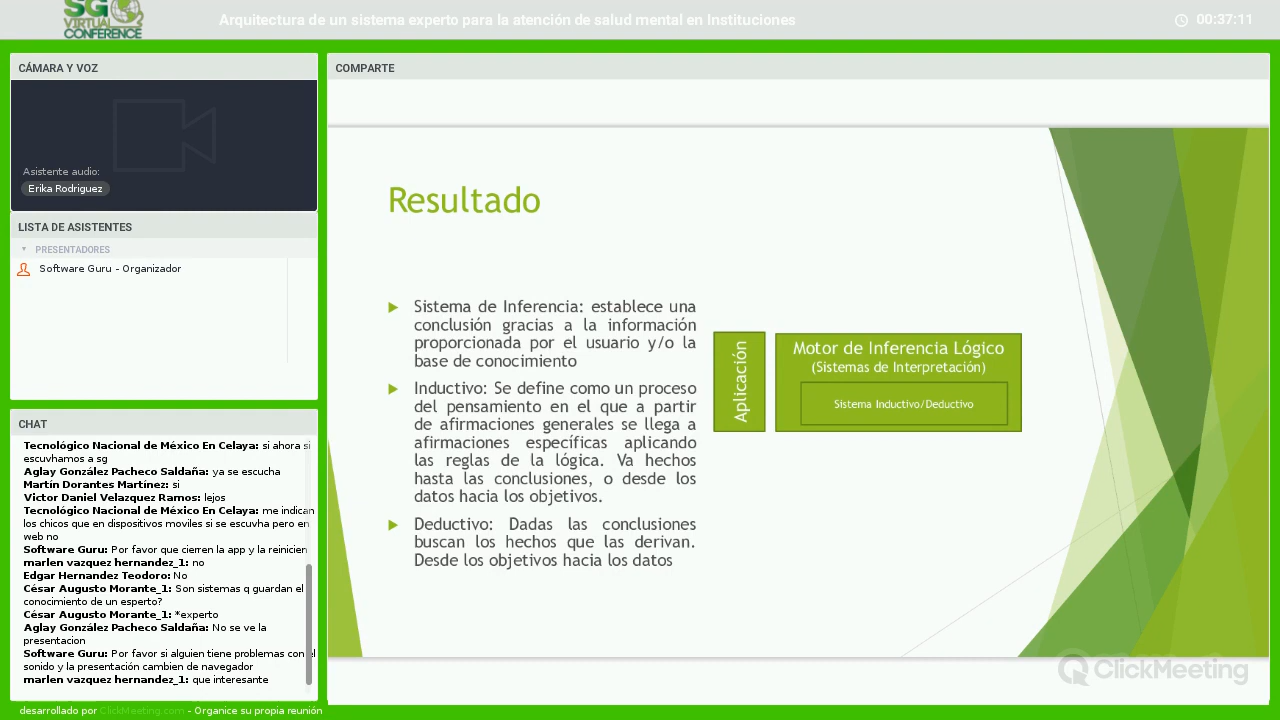 SG
VIRTUAL
CONFERENCE
Arquitectura de un sistema experto para la atención de salud mental en Instituciones
00:37:11
CÁMARA Y VOZ
Asistente audio:
Erika Rodriguez
LISTA DE ASISTENTES
PRESENTADORES
Software Guru - Organizador
CHAT
Tecnológico Nacional de México En Celaya: si ahora si
escuvhamos a sg
Aglay González Pacheco Saldaña: ya se escucha
Martín Dorantes Martínez: si
Victor Daniel Velazquez Ramos: lejos
Tecnológico Nacional de México En Celaya: me indican
los chicos que en dispositivos moviles si se escuvha pero en
web no
Software Guru: Por favor que cierren la app y la reinicien
marlen vazquez hernandez_1: no
Edgar Hernandez Teodoro: No
César Augusto Morante_1: Son sistemas q guardan el
conocimiento de un esperto?
César Augusto Morante_1: *experto
Aglay González Pacheco Saldaña: No se ve la
presentacion
Software Guru: Por favor si alguien tiene problemas con el
sonido y la presentación cambien de navegador
marlen vazquez hernandez_1: que interesante
desarrollado por ClickMeeting.com - Organice su propia reunión
COMPARTE
Resultado
Sistema de Inferencia: establece una
conclusión gracias a la información
proporcionada por el usuario y/o la
base de conocimiento
Inductivo: Se define como un proceso
del pensamiento en el que a partir
de afirmaciones generales se llega a
afirmaciones específicas aplicando
las reglas de la lógica. Va hechos
hasta las conclusiones, o desde los
datos hacia los objetivos.
Deductivo: Dadas las conclusiones
buscan los hechos que las derivan.
Desde los objetivos hacia los datos
Aplicación
Motor de Inferencia Lógico
(Sistemas de Interpretación)
Sistema Inductivo/Deductivo
ClickMeeting